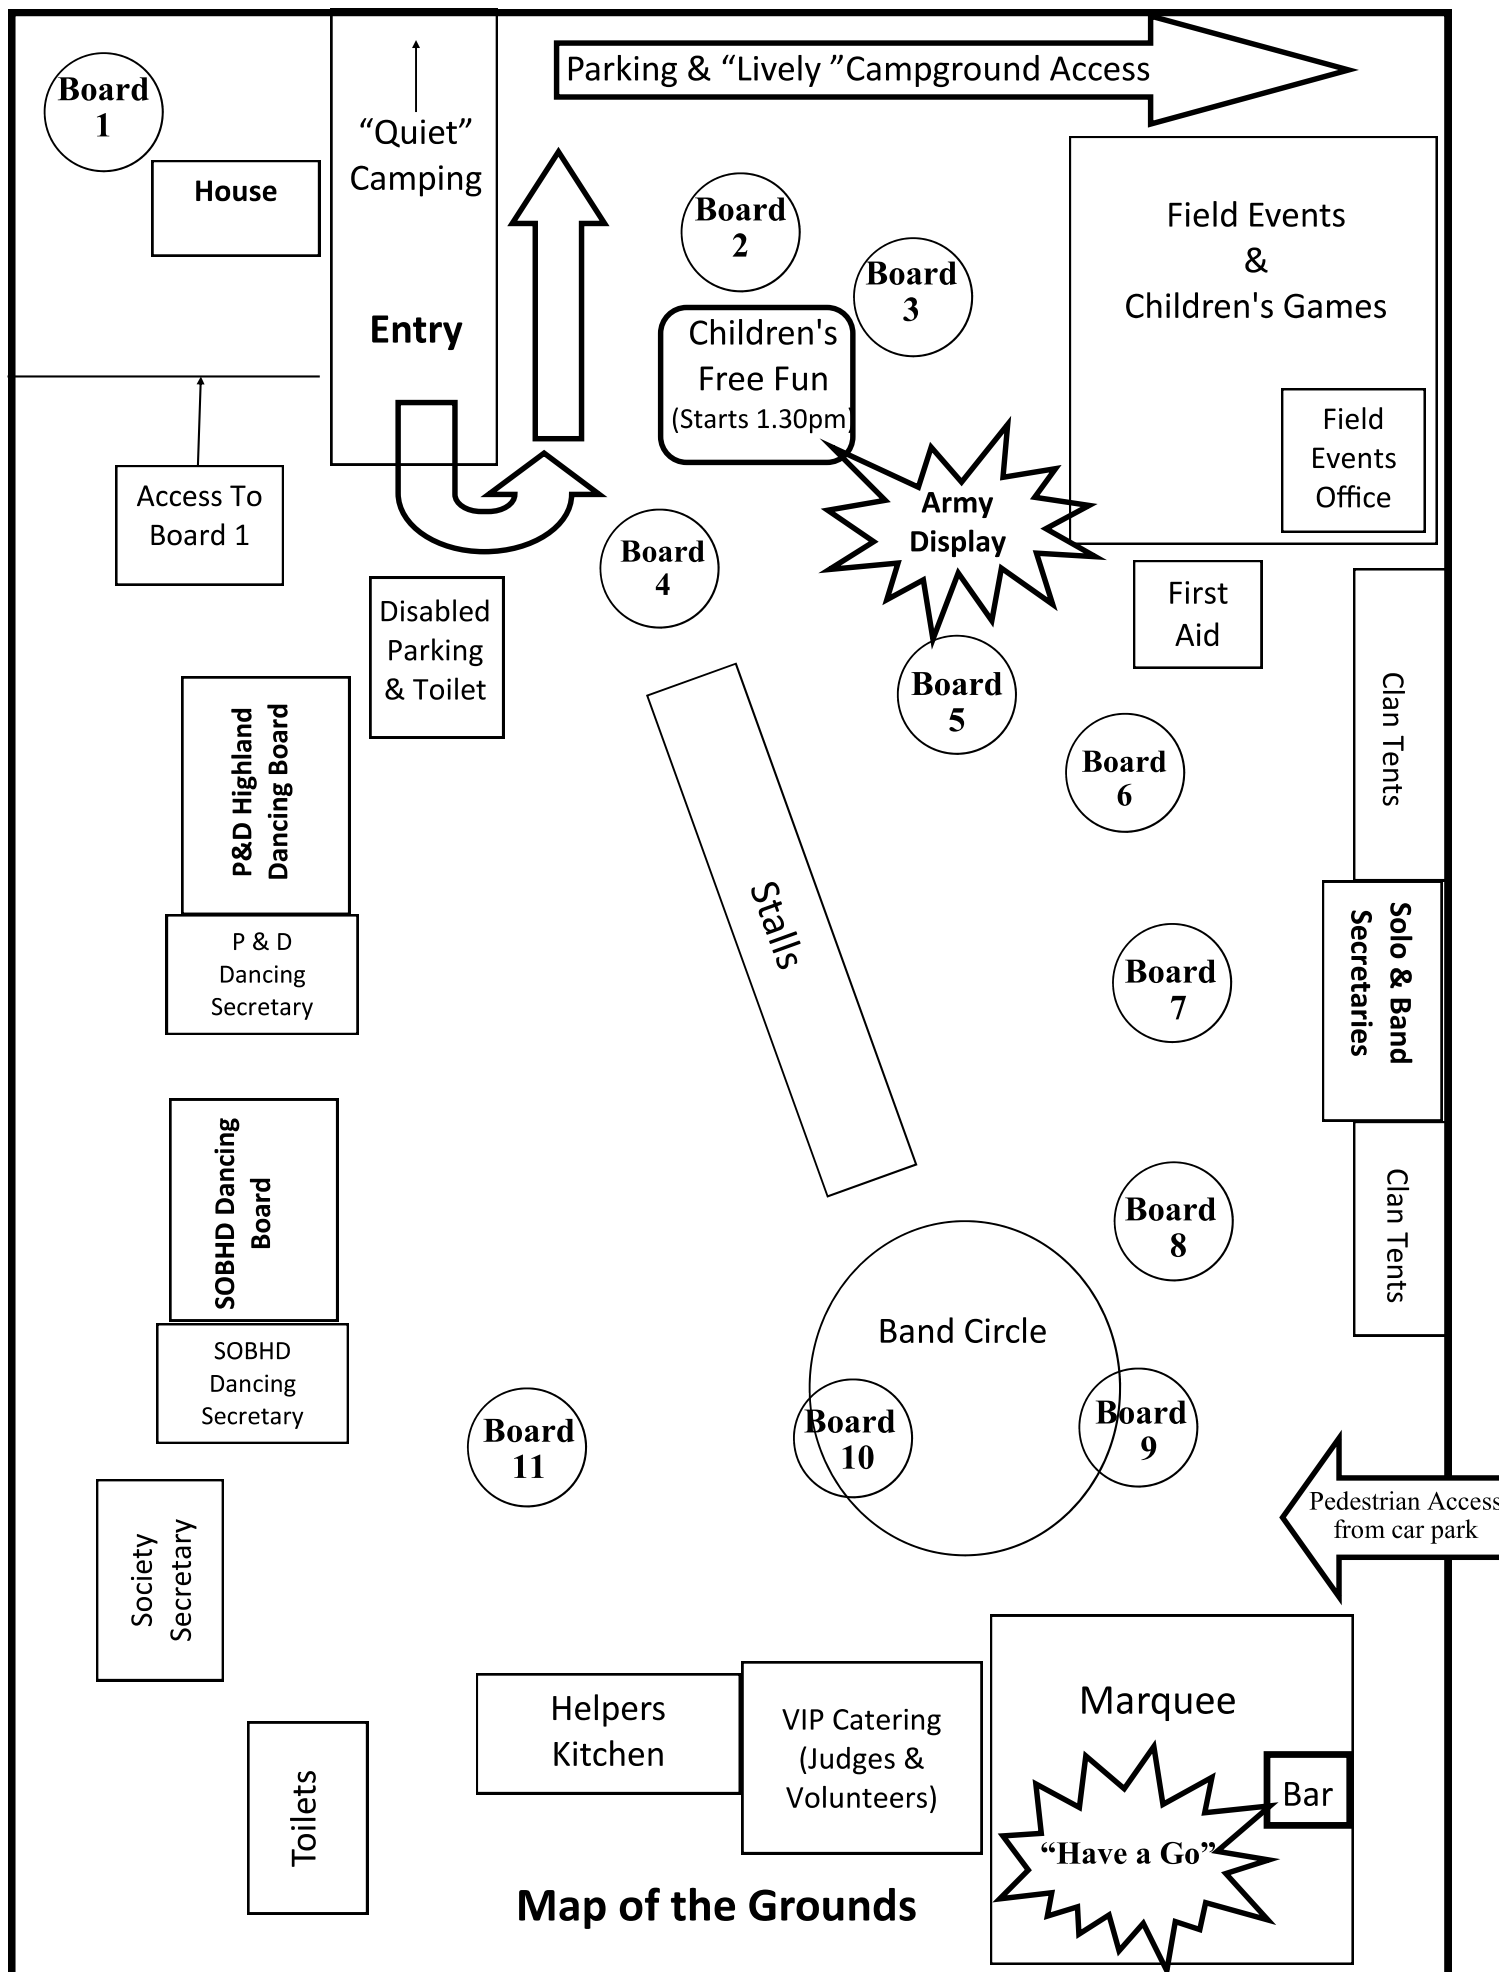 Parking & “Lively ”Campground Access
Board
1
“Quiet”
Camping
House
Entry
Board
2
Board
3
Field Events
&
Children's Games
Children's
Free Fun
(Starts 1.30pm)
Field
Events
Office
Access To
Board 1
Army
Display
Board
4
Disabled
Parking
& Toilet
First
Aid
Board
5
Board
6
Clan Tents
P&D Highland
Dancing Board
P & D
Dancing
Secretary
Stalls
Board
7
Solo & Band
Secretaries
SOBHD Dancing
Board
Board
8
Clan Tents
SOBHD
Dancing
Secretary
Band Circle
Board
11
Board
10
Board
9
Pedestrian Access
from car park
Society
Secretary
Helpers
Kitchen
VIP Catering
(Judges &
Volunteers)
Marquee
Bar
“Have a Go”
Toilets
Map of the Grounds